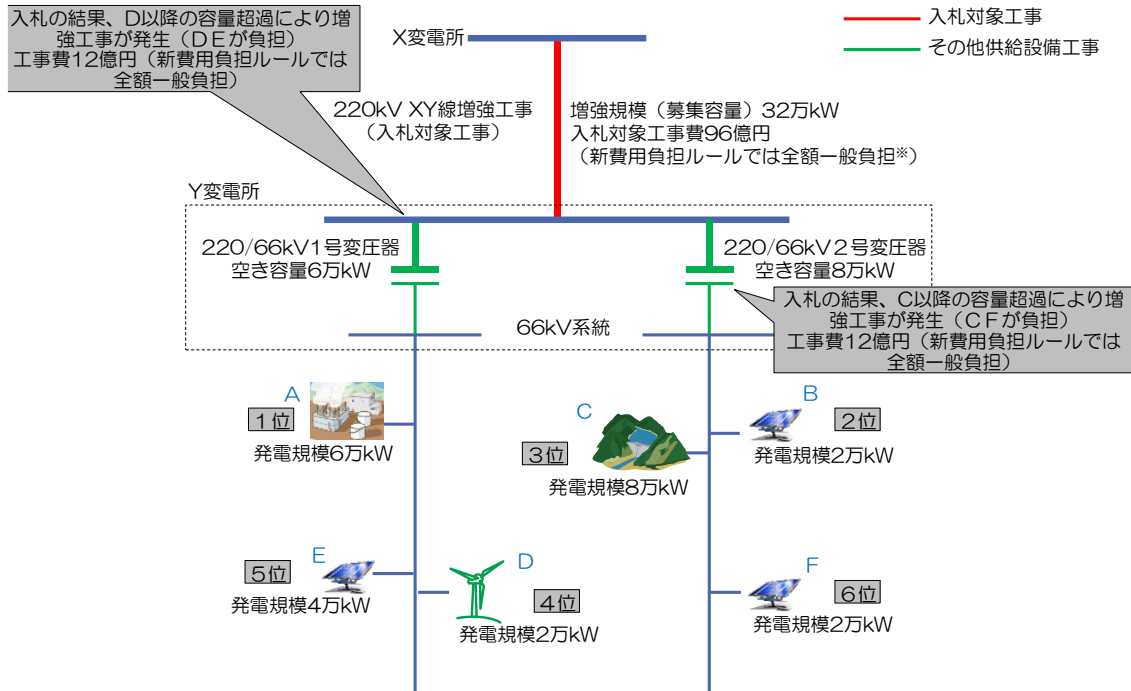 入札の結果、D以降の容量超過により増
強工事が発生（DEが負担）
工事費12億円（新費用負担ルールでは
全額一般負担）
入札対象工事
その他供給設備工事
X変電所
220kV XY線増強工事
（入札対象工事）
増強規模（募集容量）32万kW
入札対象工事費96億円
（新費用負担ルールでは全額一般負担※）
Y変電所
220/66kV1号変圧器
空き容量6万kW
220/66kV2号変圧器
空き容量8万kW
入札の結果、C以降の容量超過により増
強工事が発生（CFが負担）
工事費12億円（新費用負担ルールでは
全額一般負担）
66kV系統
A
1位
発電規模6万kW
C
3位
発電規模8万kW
B
2位
発電規模2万kW
E
5位
発電規模4万kW
D
4位
発電規模2万kW
F
6位
発電規模2万kW